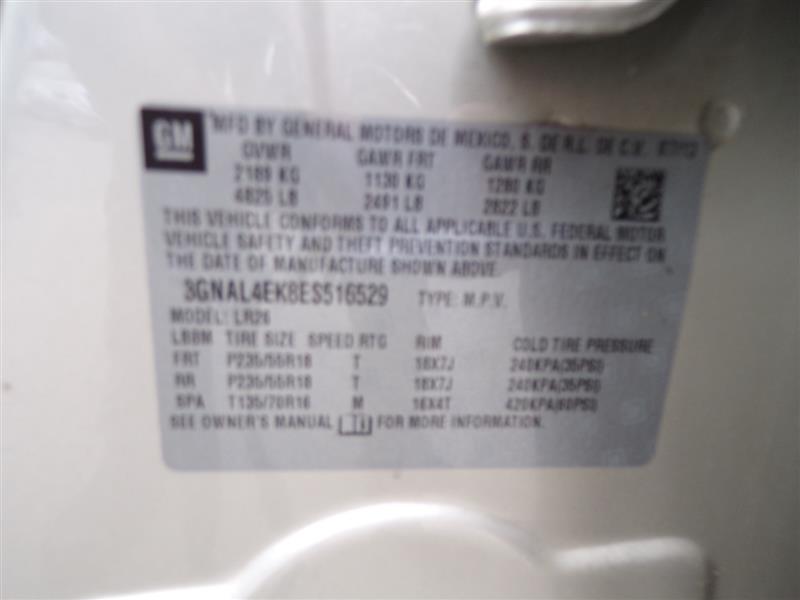 GM MFD BY GENERAL MOTORS DE MEXICO, S. DE R.L. DE C.V. 07/13
GVWR GAWR FRT GAWR RR
2189 KG 1130 KG 1280 KG
4825 LB 2491 LB 2822 LB
THIS VEHICLE CONFORMS TO ALL APPLICABLE U.S. FEDERAL MOTOR
VEHICLE SAFETY AND THEFT PREVENTION STANDARDS IN EFFECT ON
THE DATE OF MANUFACTURE SHOWN ABOVE.
3GNAL4EK8ES516529 TYPE: M.P.V.
MODEL: LR26
TIRE SIZE SPEED RTG RIM COLD TIRE PRESSURE
FRT P235/55R18 T 18X7J 240KPA(35PSI)
RR P235/55R18 T 18X7J 240KPA(35PSI)
SPA T135/70R16 M 16X4T 420KPA(60PSI)
SEE OWNER'S MANUAL FOR MORE INFORMATION.